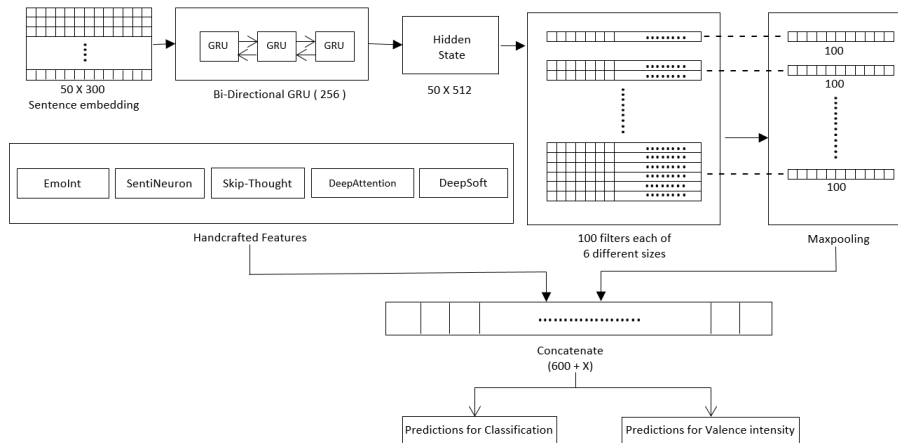 50 X 300
Sentence embedding
GRU
GRU
GRU
Bi-Directional GRU ( 256 )
Hidden
State
50 X 512
100
100
100
EmoInt
SentiNeuron
Skip-Thought
DeepAttention
DeepSoft
Handcrafted Features
100 filters each of
6 different sizes
Maxpooling
Concatenate
(600 + X)
Predictions for Classification
Predictions for Valence intensity